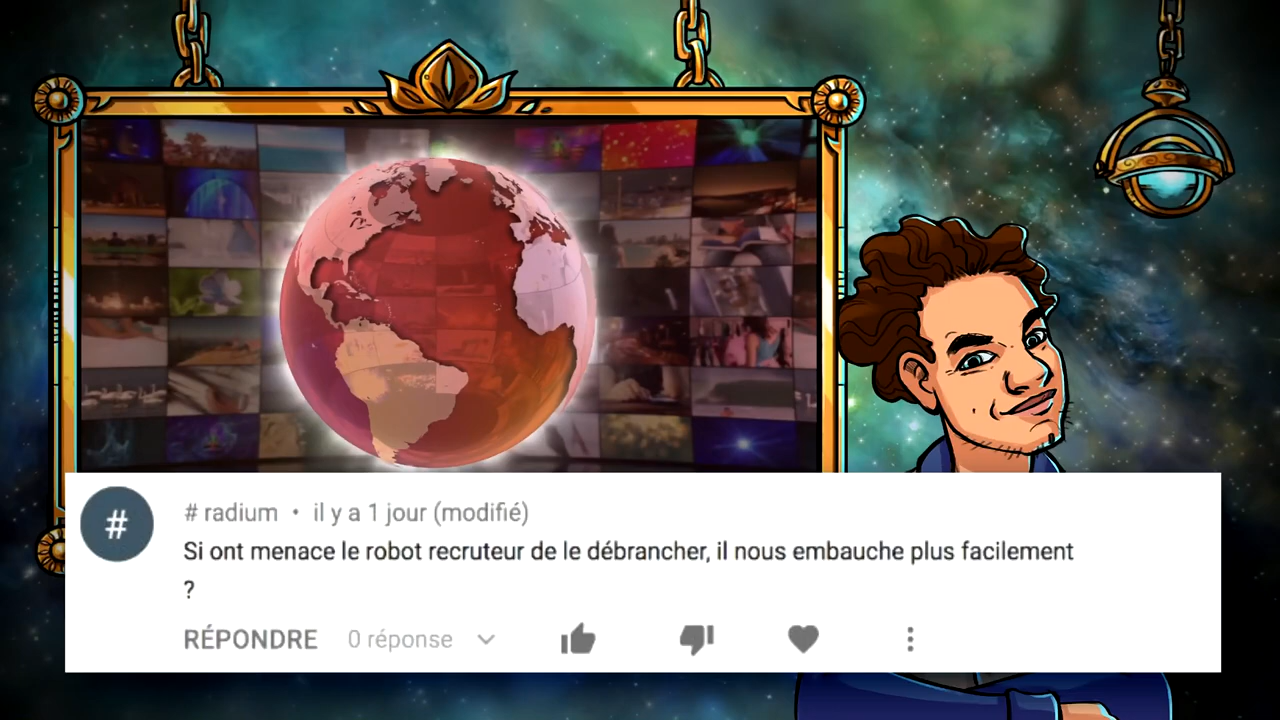 #
# radium • il y a 1 jour (modifié)
Si ont menace le robot recruteur de le débrancher, il nous embauche plus facilement
?
RÉPONDRE 0 réponse